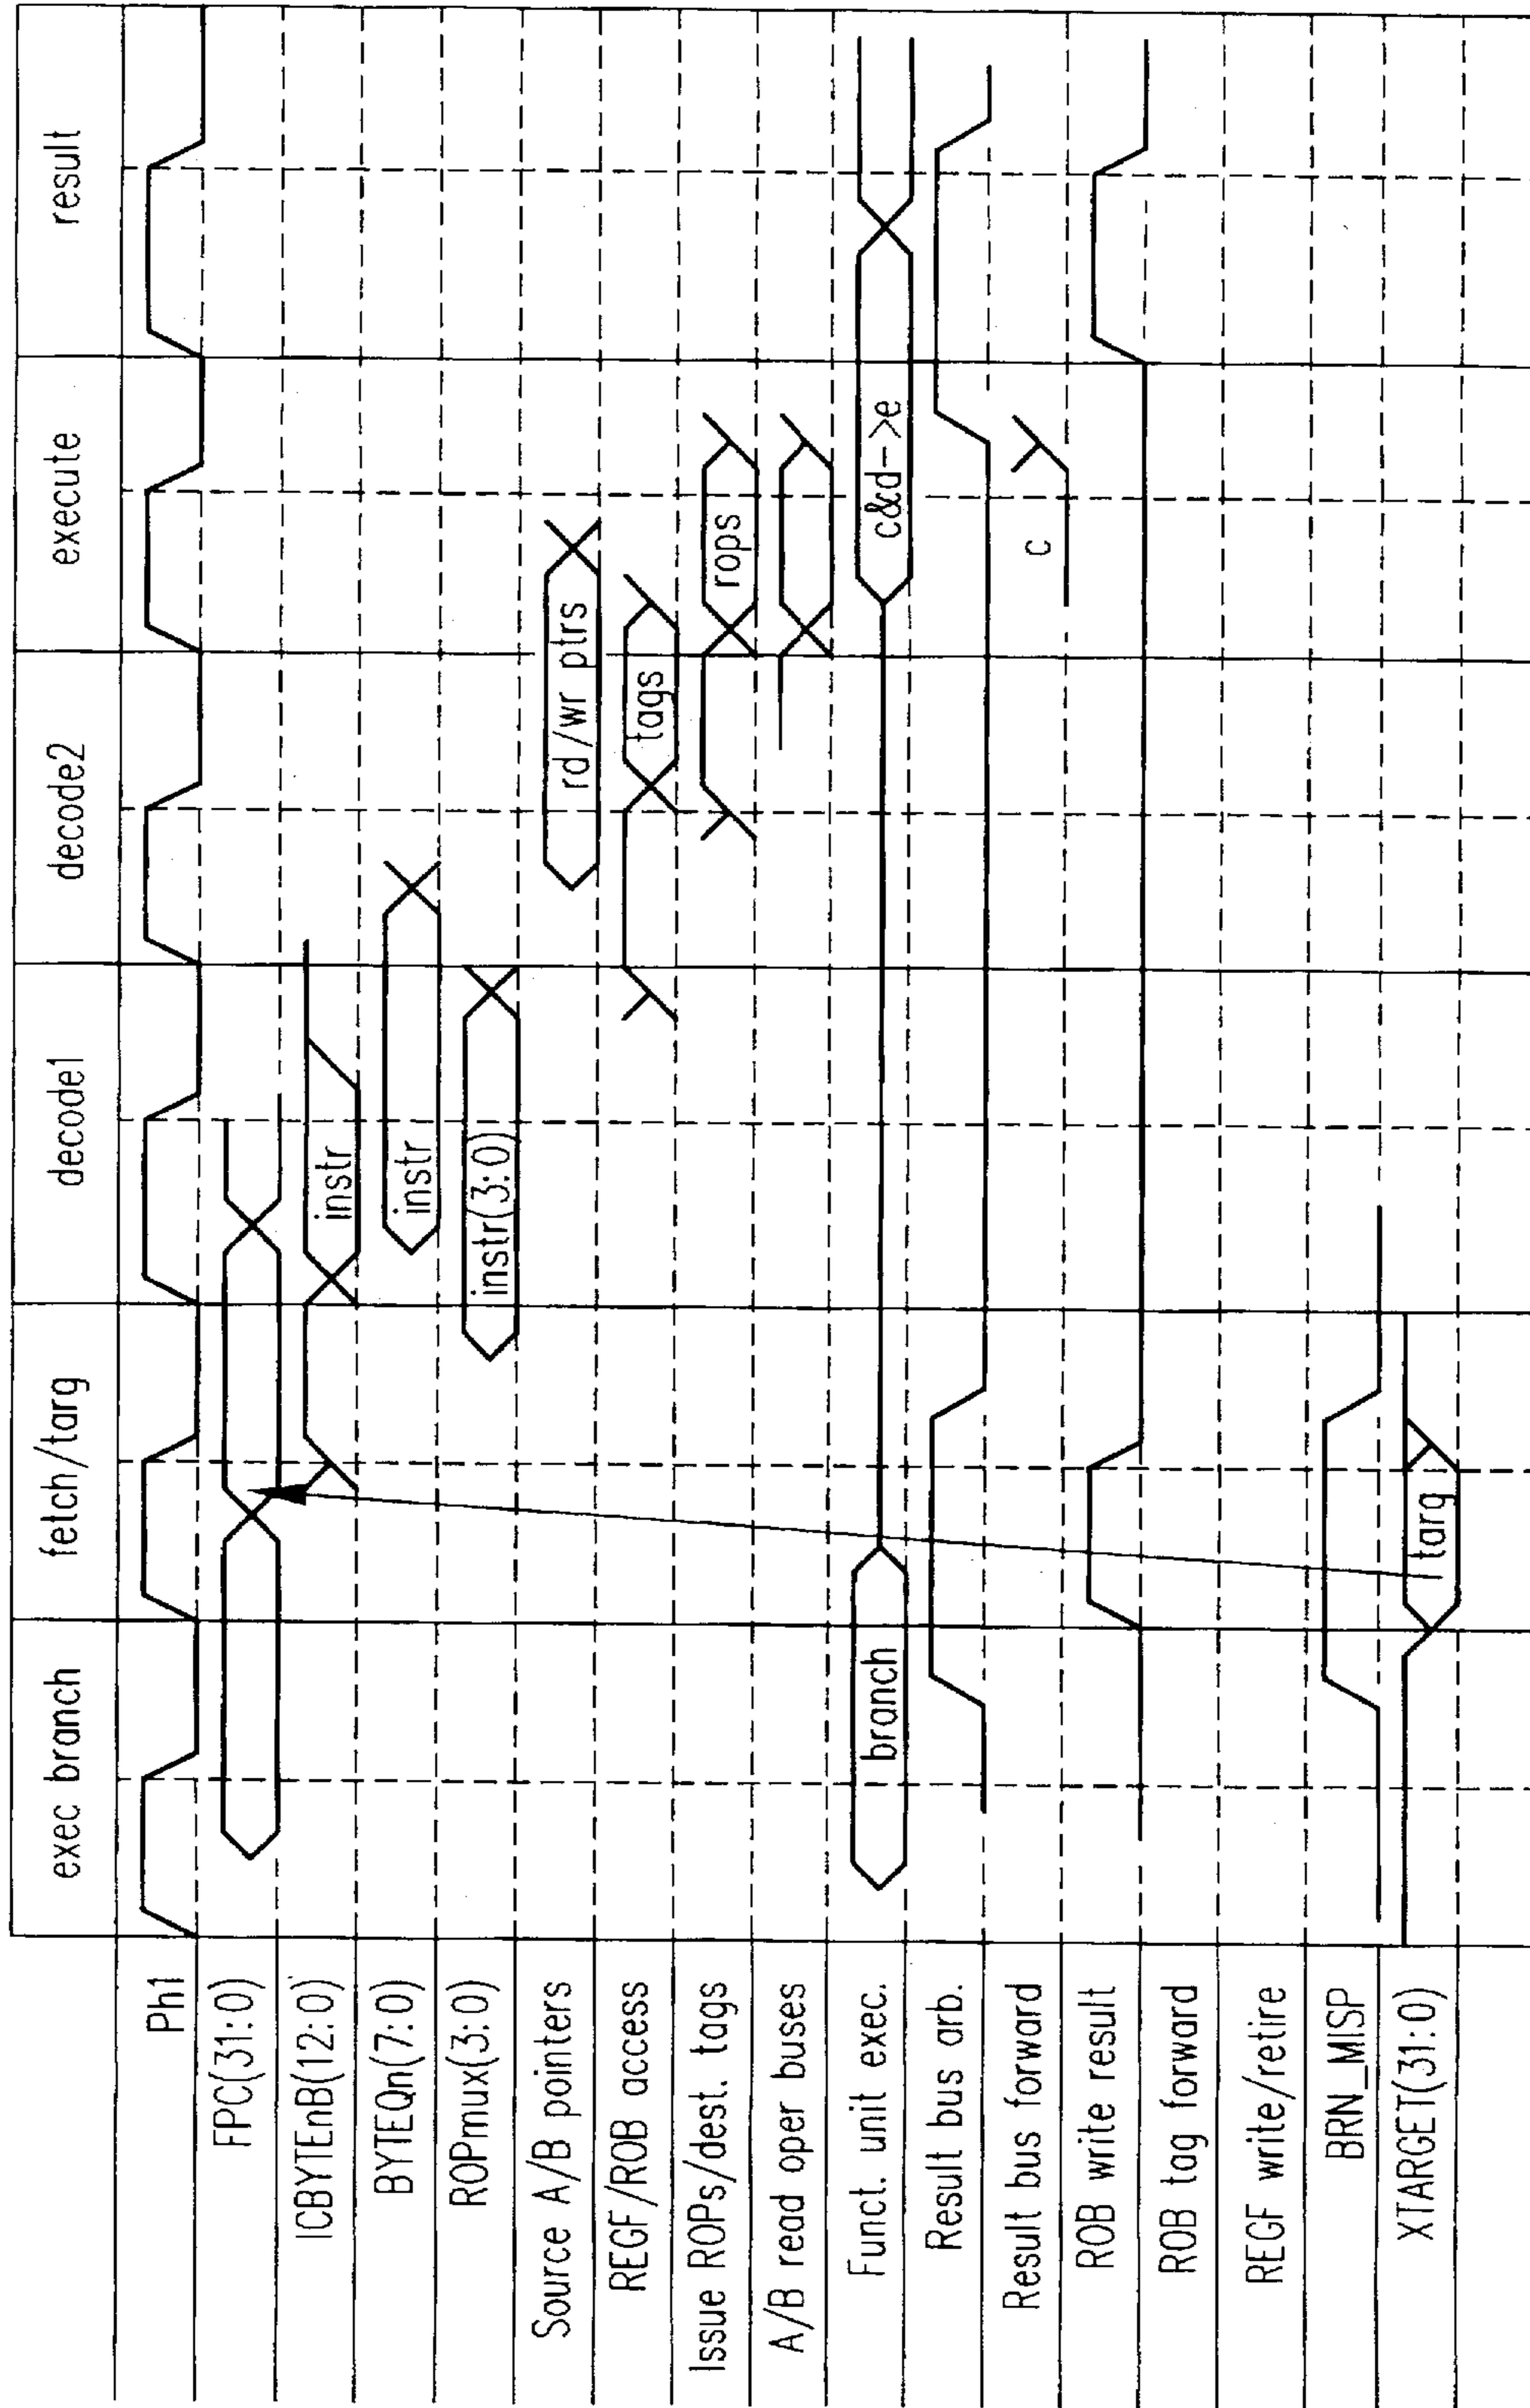 exec branch
fetch/targ
decode1
decode2
execute
result
Ph1
FPC(31:0)
ICBYTEnB(12:0)
instr
BYTEQn(7:0)
instr
ROPmux(3:0)
instr(3:0)
Source A/B pointers
rd/wr ptrs
REGF/ROB access
tags
Issue ROPs/dest. tags
rops
A/B read oper buses
Funct. unit exec.
branch
c&d->e
Result bus arb.
Result bus forward
c
ROB write result
ROB tag forward
REGF write/retire
BRN_MISP
XTARGET(31:0)
targ